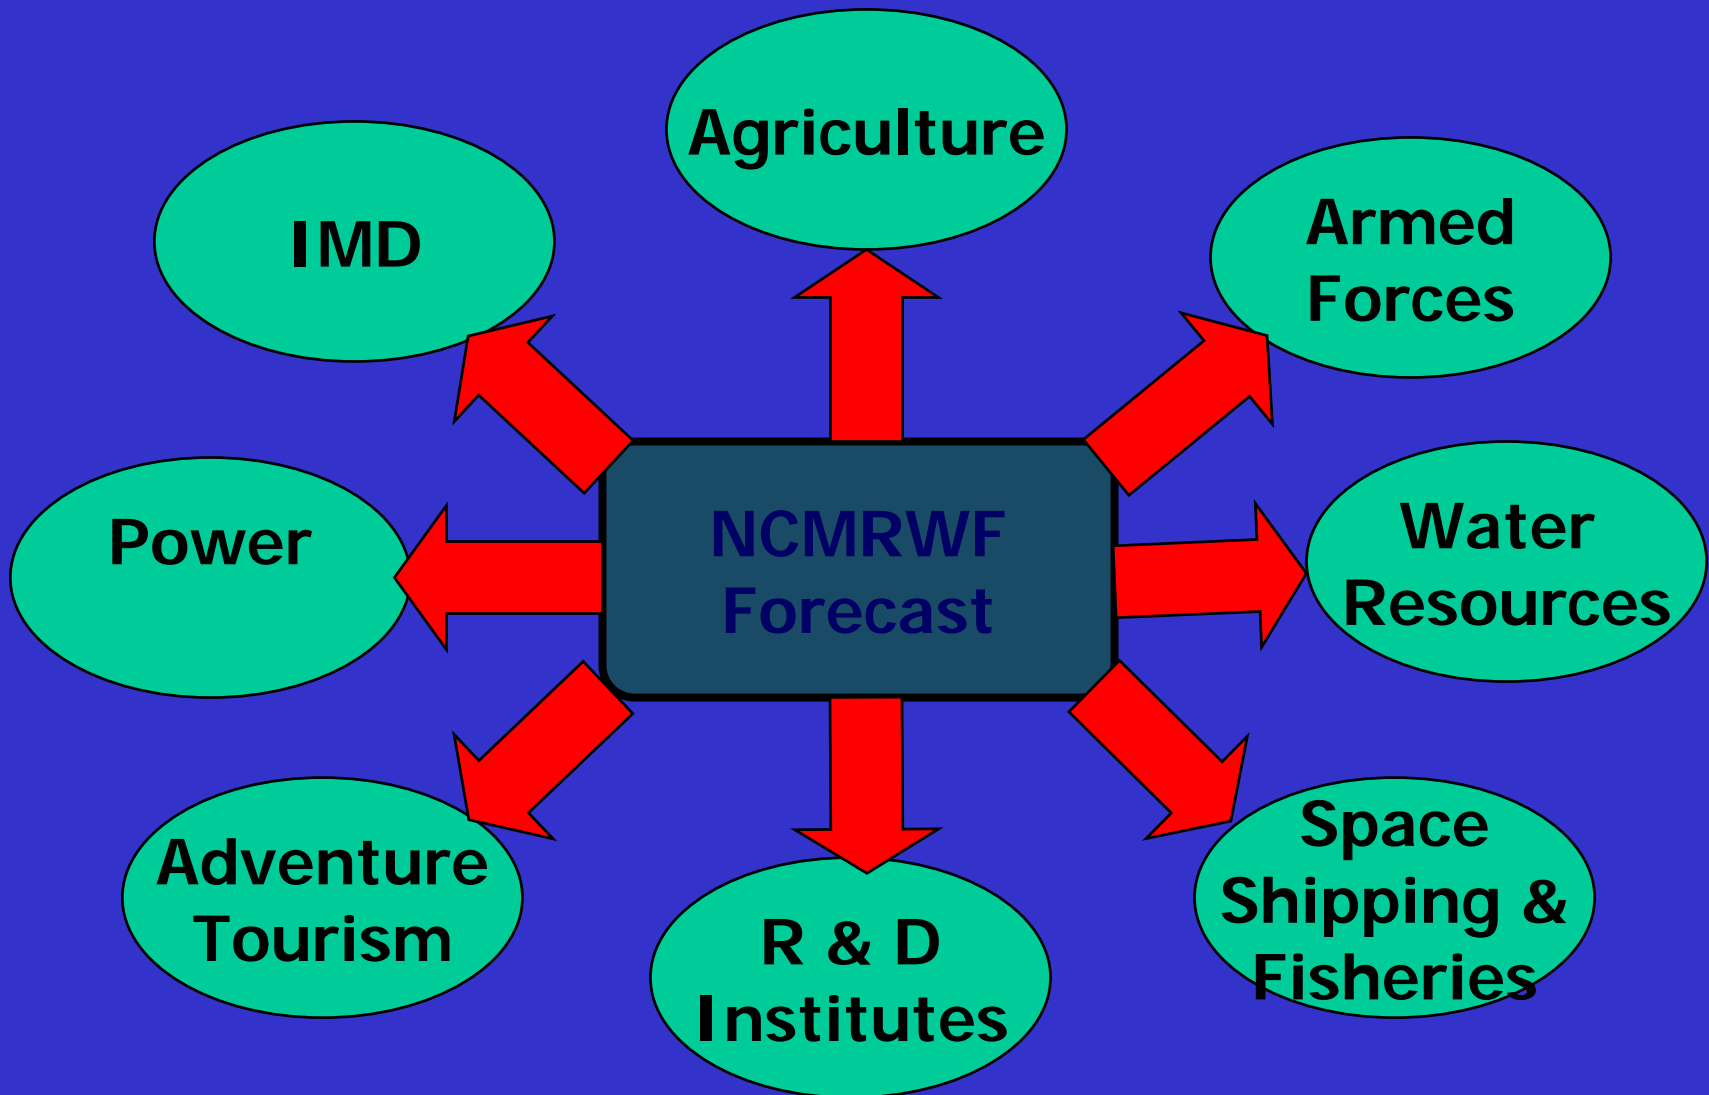 Agriculture
IMD
Armed
Forces
Power
NCMRWF
Forecast
Water
Resources
Adventure
Tourism
R & D
Institutes
Space
Shipping &
Fisheries